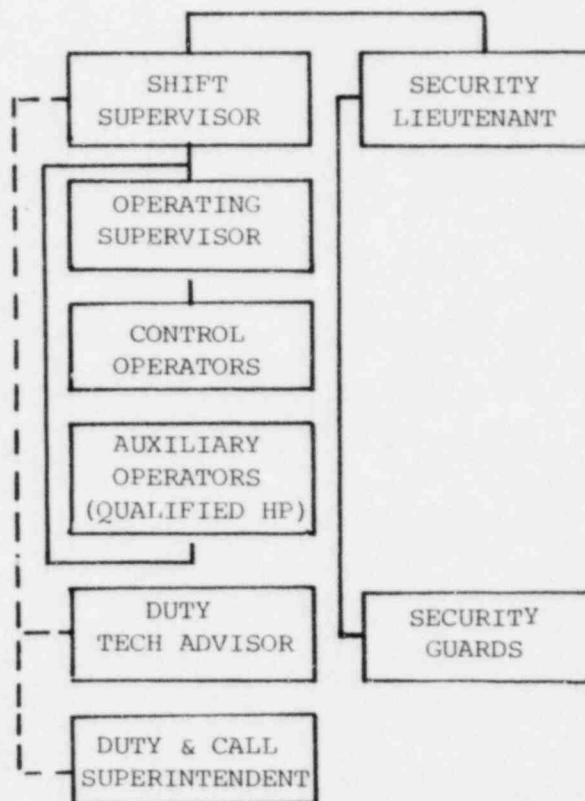 SHIFT
SUPERVISOR
SECURITY
LIEUTENANT
OPERATING
SUPERVISOR
CONTROL
OPERATORS
AUXILIARY
OPERATORS
(QUALIFIED HP)
DUTY
TECH ADVISOR
SECURITY
GUARDS
DUTY & CALL
SUPERINTENDENT